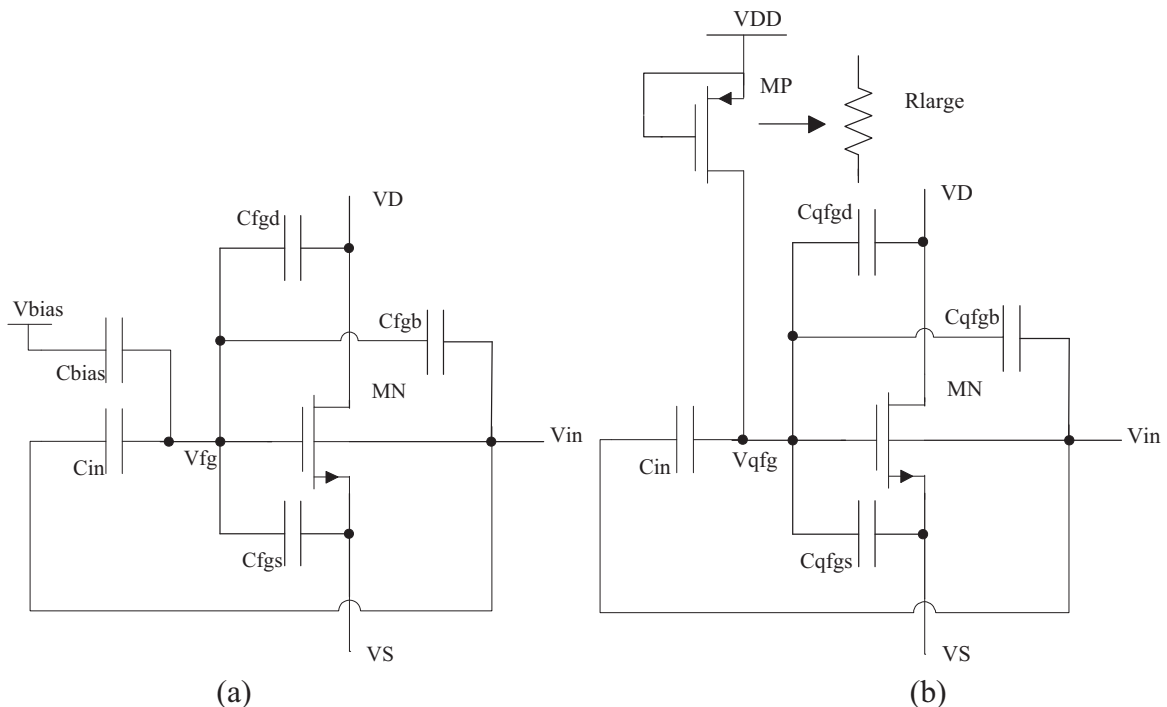 VD
Cfgd
Vbias
Cfgb
Cbias
MN
Vin
Vfg
Cin
Cfgs
VS
(a)
VDD
MP
Rlarge
VD
Cqfgd
Cqfgb
MN
Vin
Cin
Vqfg
Cqfgs
VS
(b)